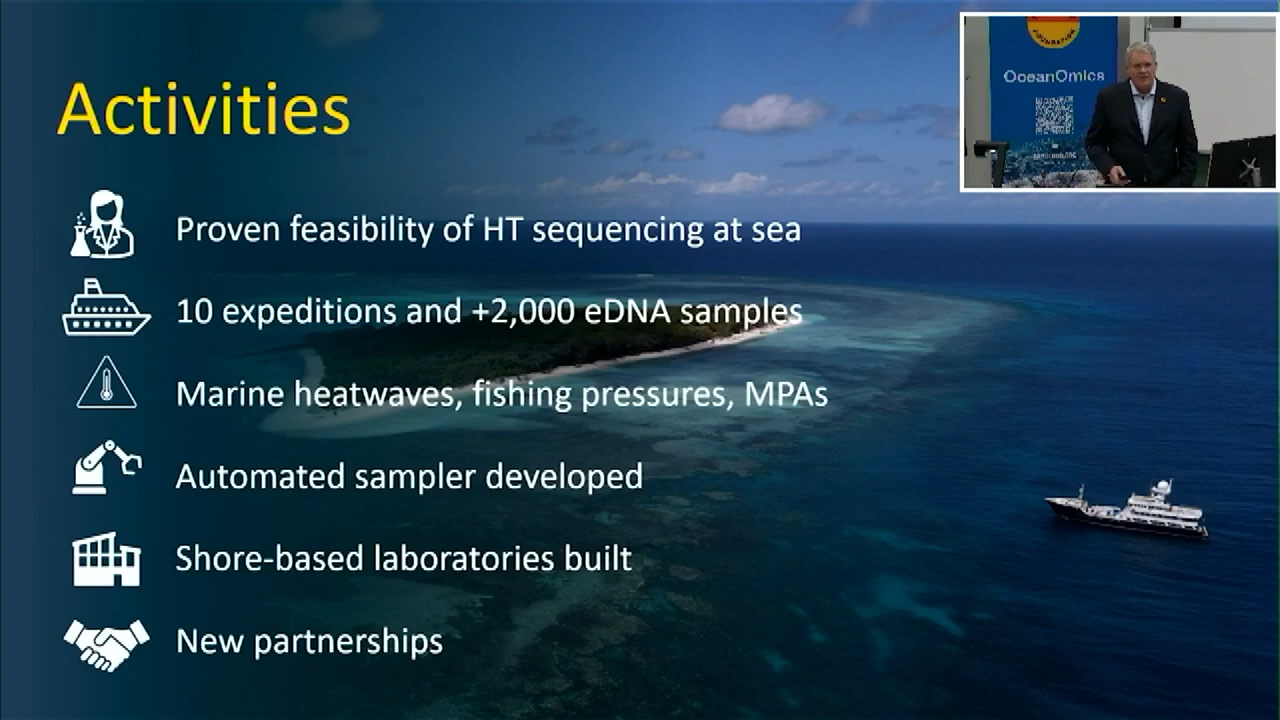 FOUNDATION
OceanOmics
Activities
Proven feasibility of HT sequencing at sea
10 expeditions and +2,000 eDNA samples
Marine heatwaves, fishing pressures, MPAs
Automated sampler developed
Shore-based laboratories built
New partnerships